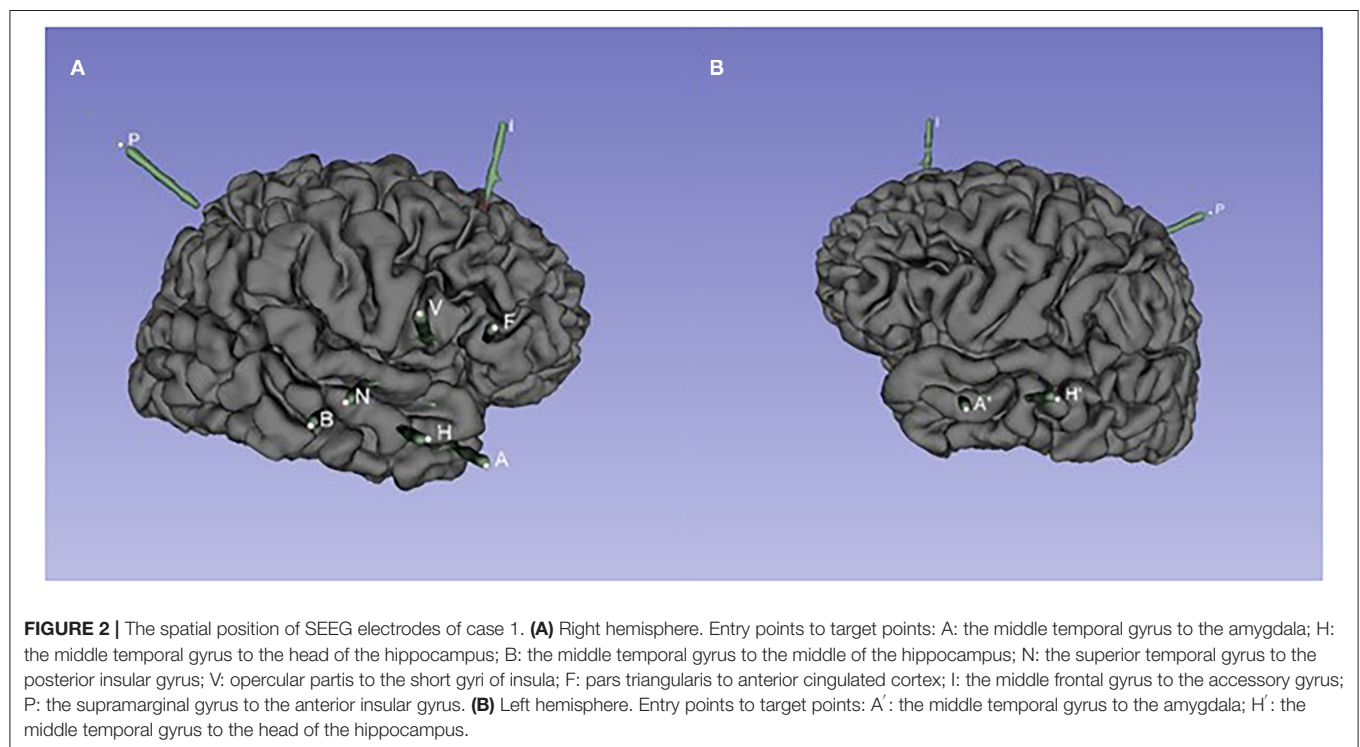 A
B
P
I
I
P
V
F
N
B
H
A
A'
H'
FIGURE 2 | The spatial position of SEEG electrodes of case 1. (A) Right hemisphere. Entry points to target points: A: the middle temporal gyrus to the amygdala; H:
the middle temporal gyrus to the head of the hippocampus; B: the middle temporal gyrus to the middle of the hippocampus; N: the superior temporal gyrus to the
posterior insular gyrus; V: opercular partis to the short gyri of insula; F: pars triangularis to anterior cingulated cortex; I: the middle frontal gyrus to the accessory gyrus;
P: the supramarginal gyrus to the anterior insular gyrus. (B) Left hemisphere. Entry points to target points: A′: the middle temporal gyrus to the amygdala; H′: the
middle temporal gyrus to the head of the hippocampus.